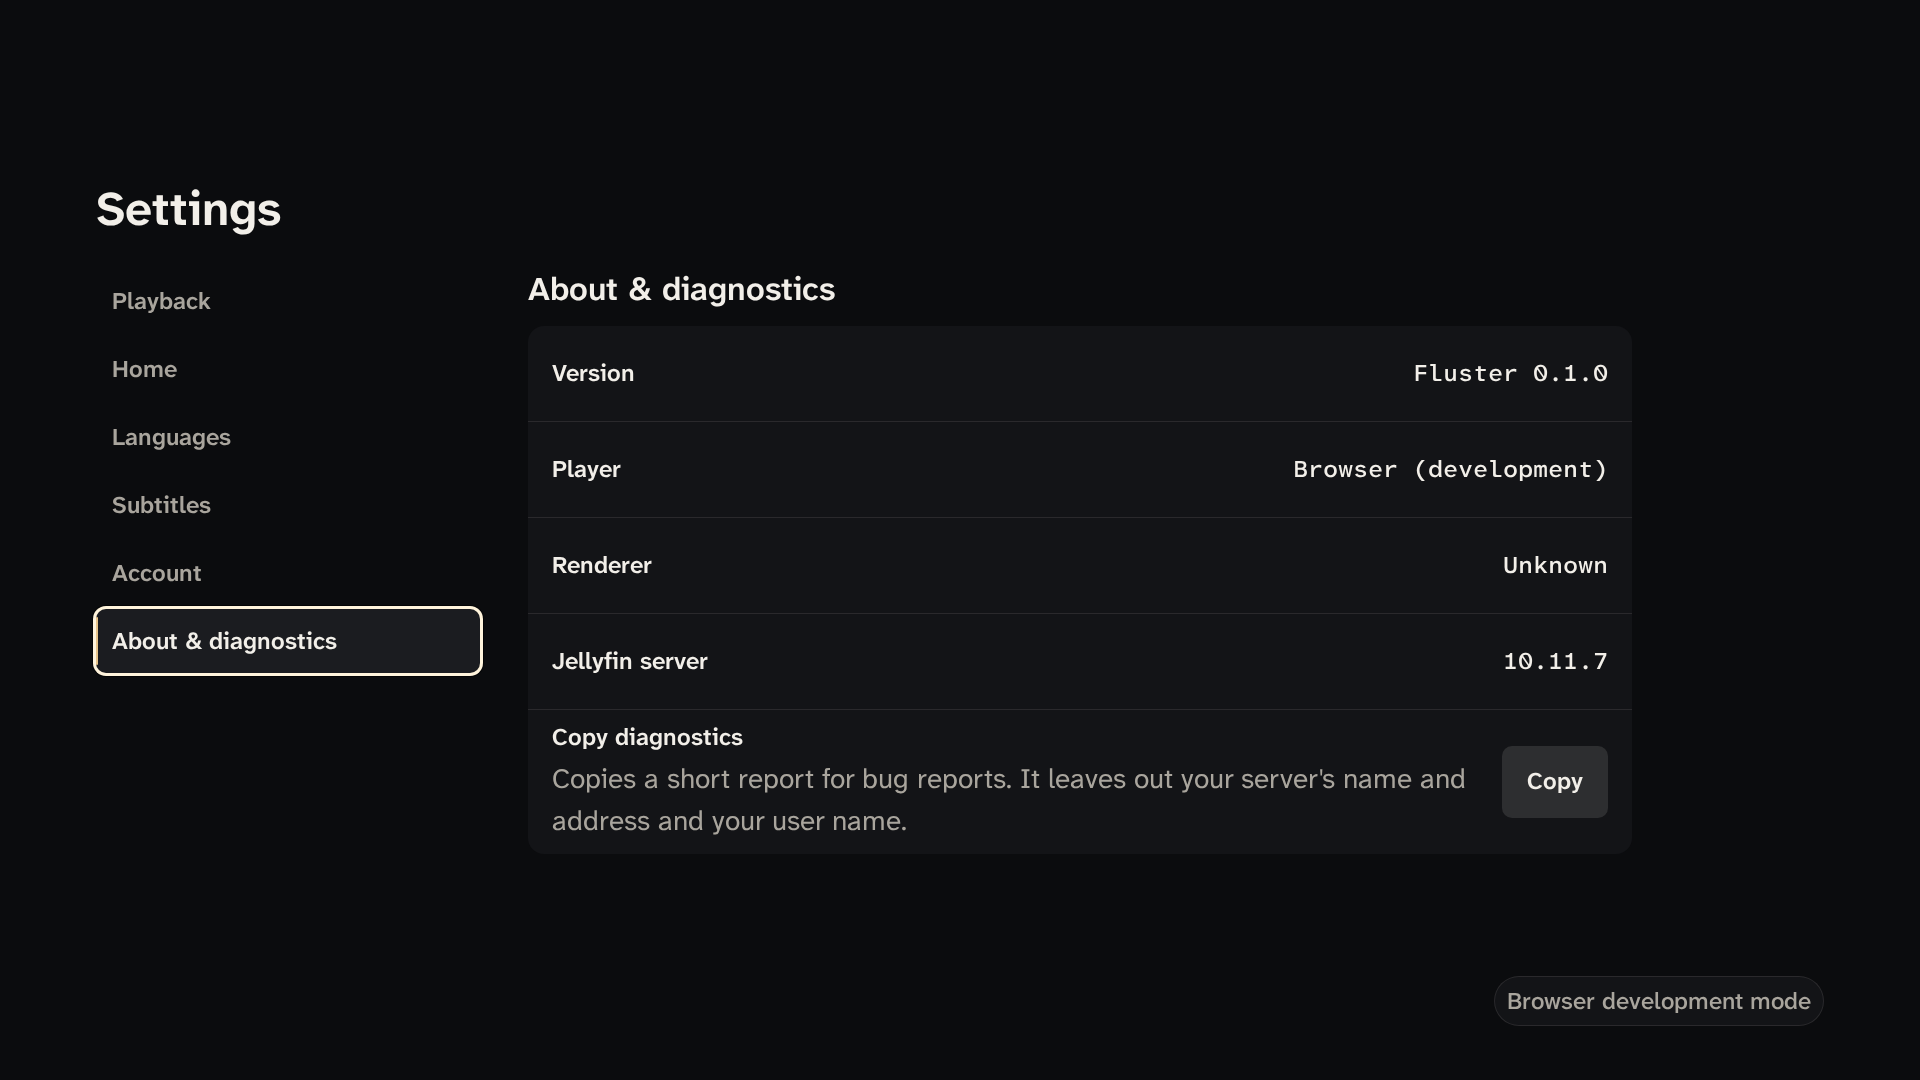 Settings
Playback
Home
Languages
Subtitles
Account
About & diagnostics
About & diagnostics
Version Fluster 0.1.0
Player Browser (development)
Renderer Unknown
Jellyfin server 10.11.7
Copy diagnostics
Copies a short report for bug reports. It leaves out your server's name and
address and your user name.
Copy
Browser development mode